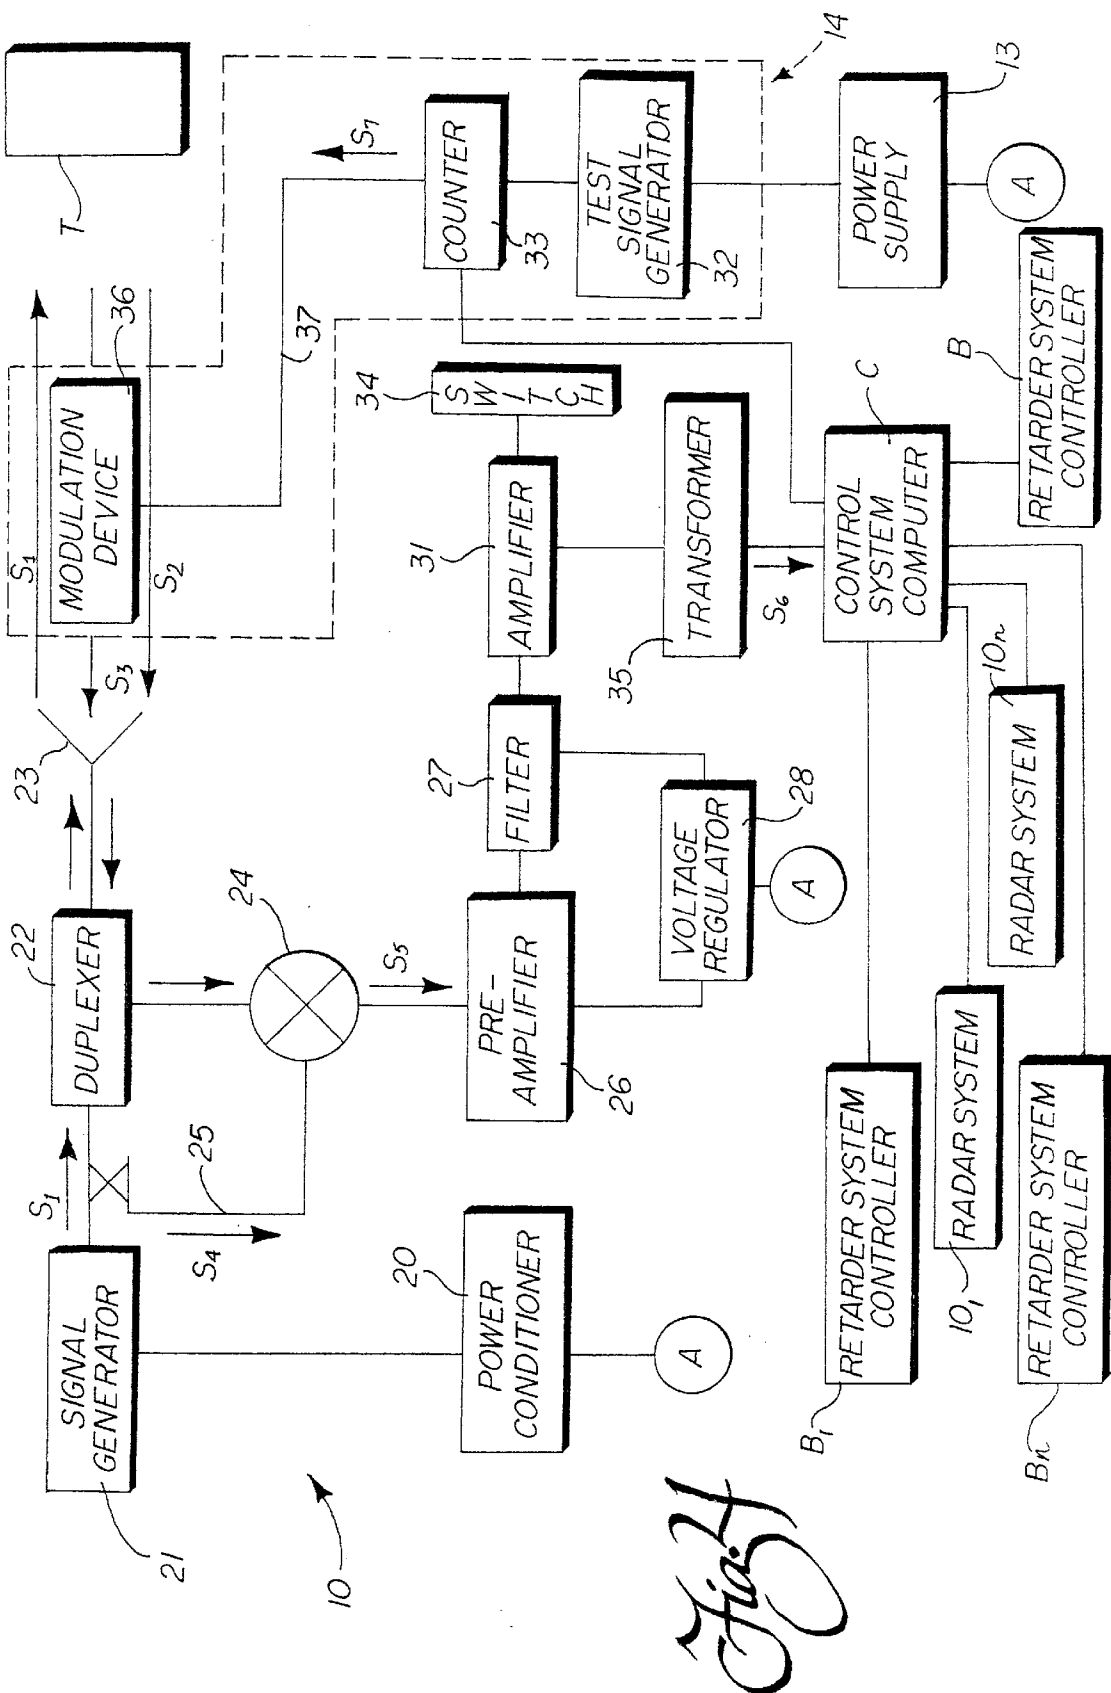 T
S1
S2
S3
MODULATION
DEVICE
36
23
22
DUPLEXER
S1
SIGNAL
GENERATOR
21
24
25
S4
S5
37
S7
COUNTER
33
TEST
SIGNAL
GENERATOR
32
14
POWER
SUPPLY
13
A
34
SWITCH
AMPLIFIER
31
FILTER
27
PRE-
AMPLIFIER
26
TRANSFORMER
35
VOLTAGE
REGULATOR
28
A
S6
CONTROL
SYSTEM
COMPUTER
C
RETARDER SYSTEM
CONTROLLER
B
POWER
CONDITIONER
20
A
RETARDER SYSTEM
CONTROLLER
B1
RADAR SYSTEM
101
RADAR SYSTEM
10n
RETARDER SYSTEM
CONTROLLER
Bn
10
Fig. 4